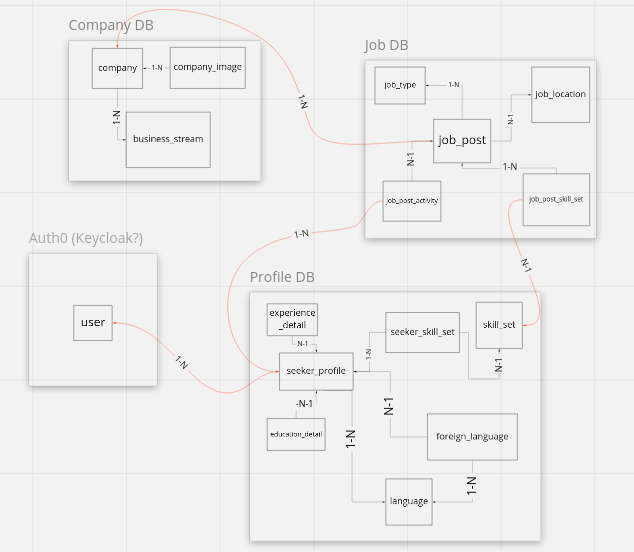 Company DB
company
1-N
company_image
1-N
business_stream
1-N
Job DB
job_type
1-N
job_location
N-1
job_post
N-1
1-N
job_post_activity
job_post_skill_set
1-N
N-1
Auth0 (Keycloak?)
user
1-N
Profile DB
experience
_detail
N-1
seeker_skill_set
skill_set
1-N
N-1
seeker_profile
-N-1
N-1
education_detail
1-N
foreign_language
1-N
language